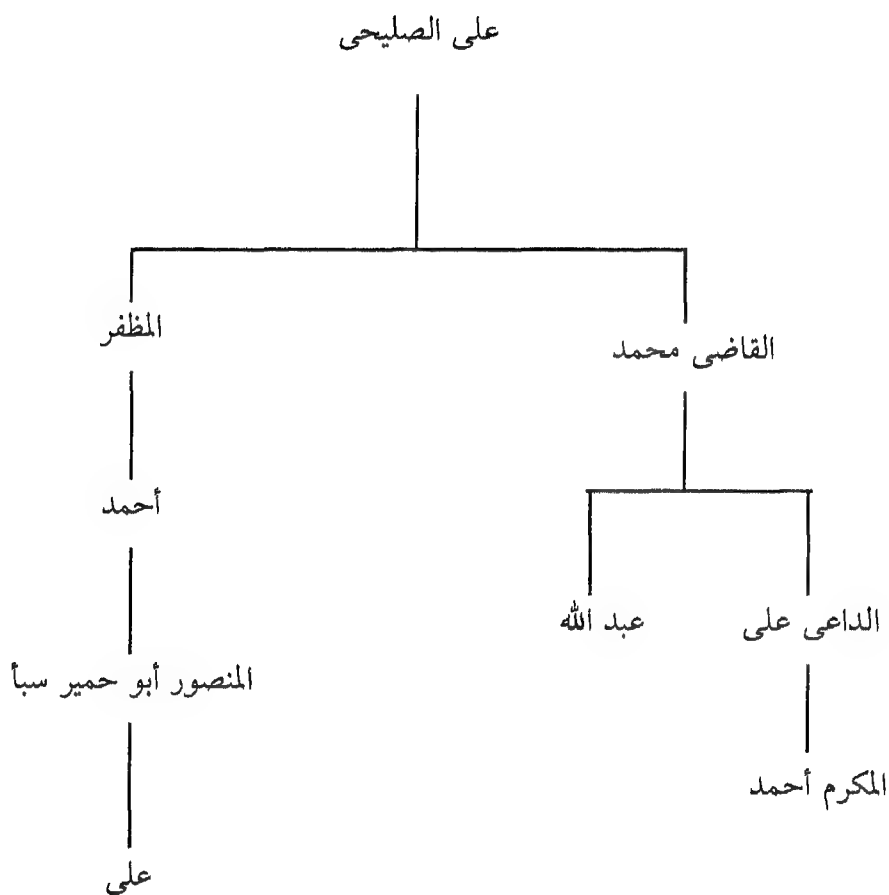 على الصليحى
المظفر
القاضى محمد
أحمد
عبد الله
الداعى على
المنصور أبو حمير سبأ
المكرم أحمد
على